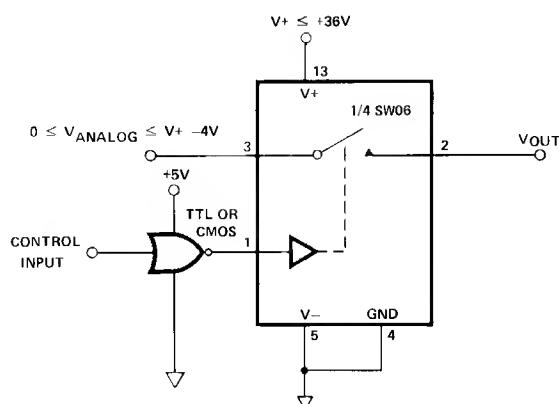 V+ ≤ +36V
13
V+
1/4 SW06
0 ≤ VANALOG ≤ V+ −4V
3
2
VOUT
+5V
TTL OR
CMOS
CONTROL
INPUT
1
V−
GND
5
4